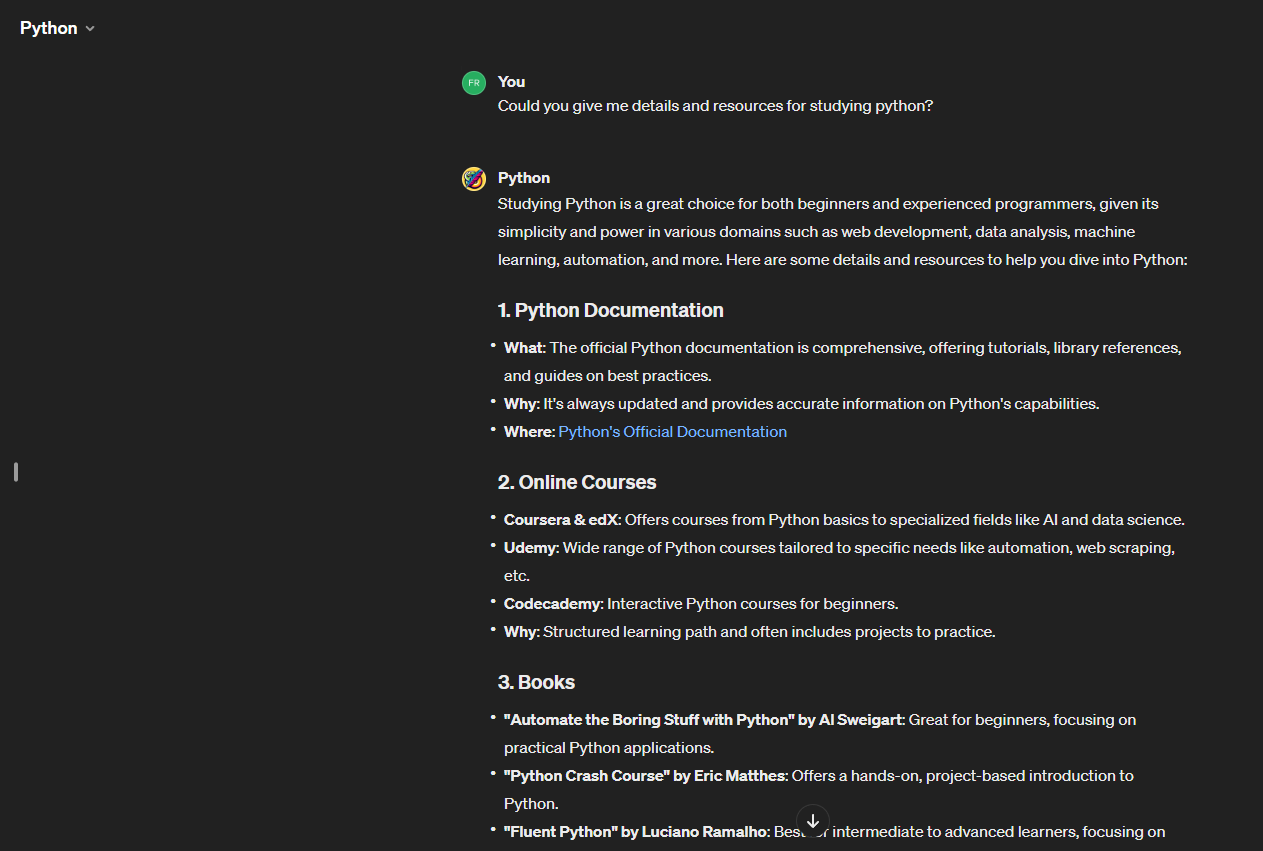 Python
FR
You
Could you give me details and resources for studying python?
Python
Studying Python is a great choice for both beginners and experienced programmers, given its
simplicity and power in various domains such as web development, data analysis, machine
learning, automation, and more. Here are some details and resources to help you dive into Python:
1. Python Documentation
• What: The official Python documentation is comprehensive, offering tutorials, library references,
and guides on best practices.
• Why: It's always updated and provides accurate information on Python's capabilities.
• Where: Python's Official Documentation
2. Online Courses
• Coursera & edX: Offers courses from Python basics to specialized fields like AI and data science.
• Udemy: Wide range of Python courses tailored to specific needs like automation, web scraping,
etc.
• Codecademy: Interactive Python courses for beginners.
• Why: Structured learning path and often includes projects to practice.
3. Books
• "Automate the Boring Stuff with Python" by Al Sweigart: Great for beginners, focusing on
practical Python applications.
• "Python Crash Course" by Eric Matthes: Offers a hands-on, project-based introduction to
Python.
• "Fluent Python" by Luciano Ramalho: intermediate to advanced learners, focusing on